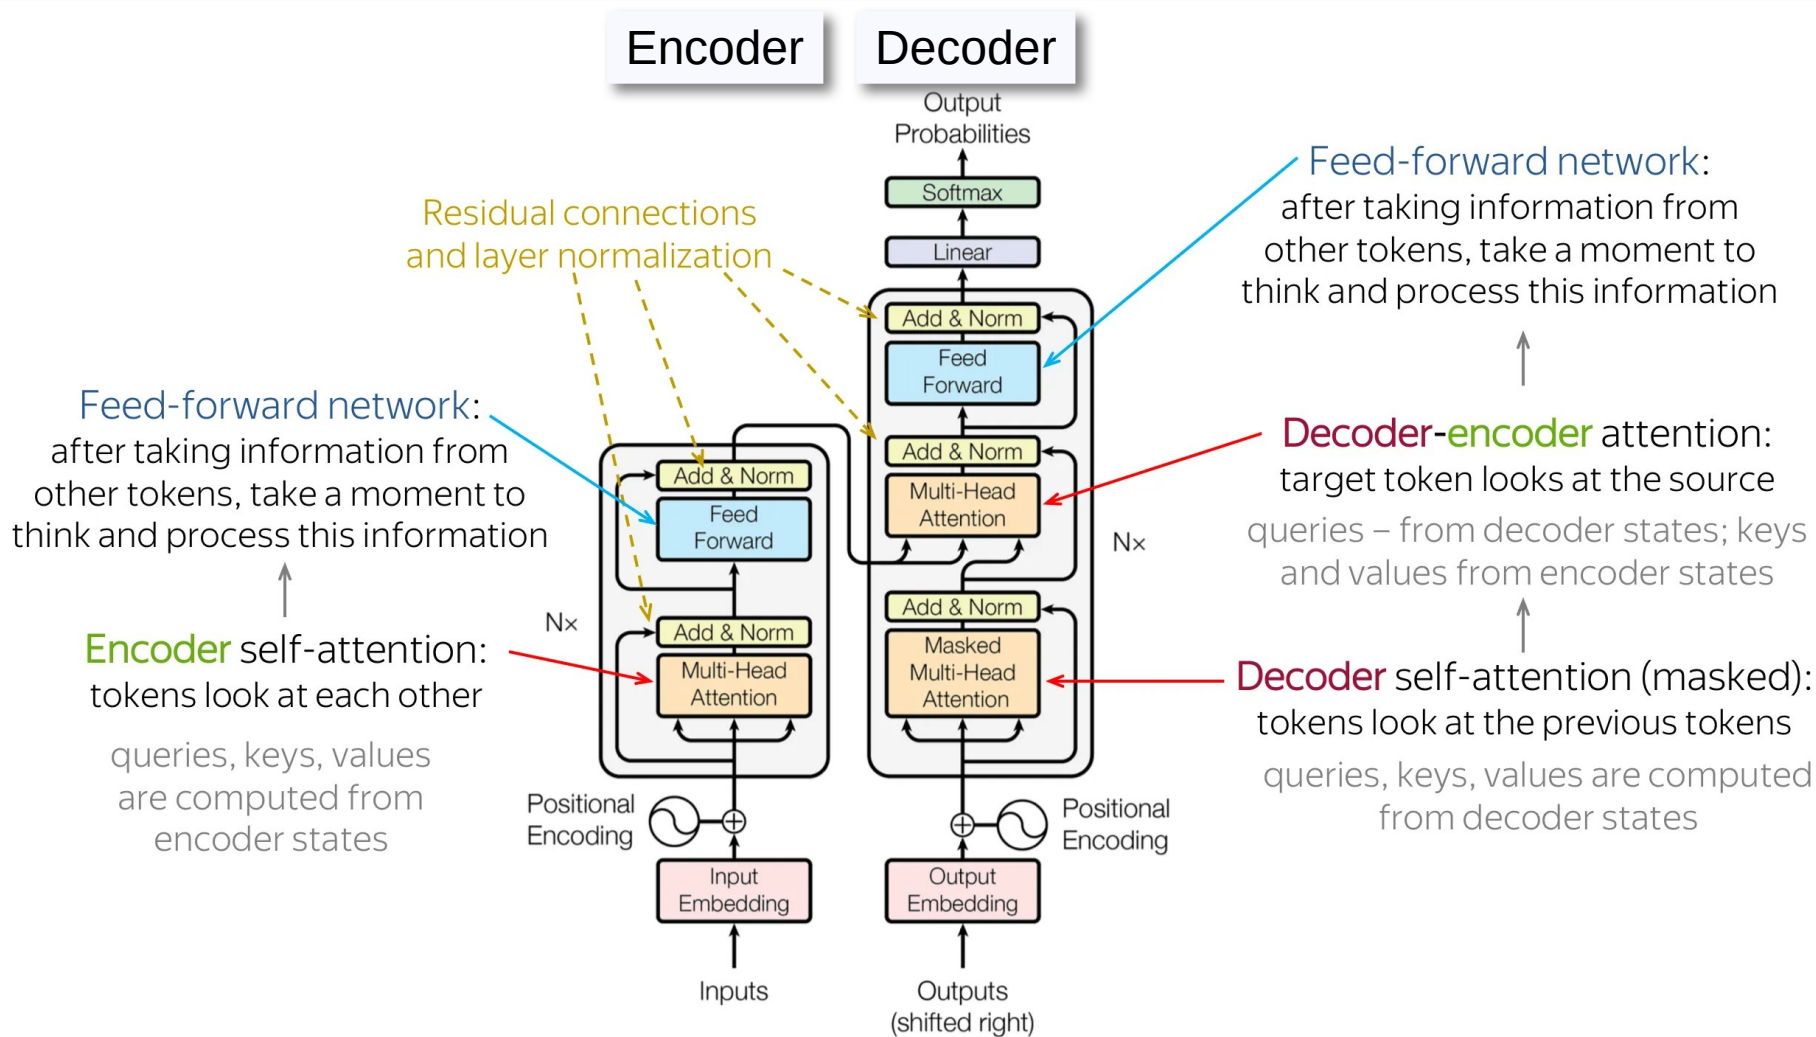 Encoder
Decoder
Output
Probabilities
Softmax
Linear
Add & Norm
Feed
Forward
Add & Norm
Multi-Head
Attention
Nx
Add & Norm
Masked
Multi-Head
Attention
Positional
Encoding
Output
Embedding
Outputs
(shifted right)
Residual connections
and layer normalization
Add & Norm
Feed
Forward
Nx
Add & Norm
Multi-Head
Attention
Positional
Encoding
Input
Embedding
Inputs
Feed-forward network:
after taking information from
other tokens, take a moment to
think and process this information
Encoder self-attention:
tokens look at each other
queries, keys, values
are computed from
encoder states
Feed-forward network:
after taking information from
other tokens, take a moment to
think and process this information
Decoder-encoder attention:
target token looks at the source
queries – from decoder states; keys
and values from encoder states
Decoder self-attention (masked):
tokens look at the previous tokens
queries, keys, values are computed
from decoder states